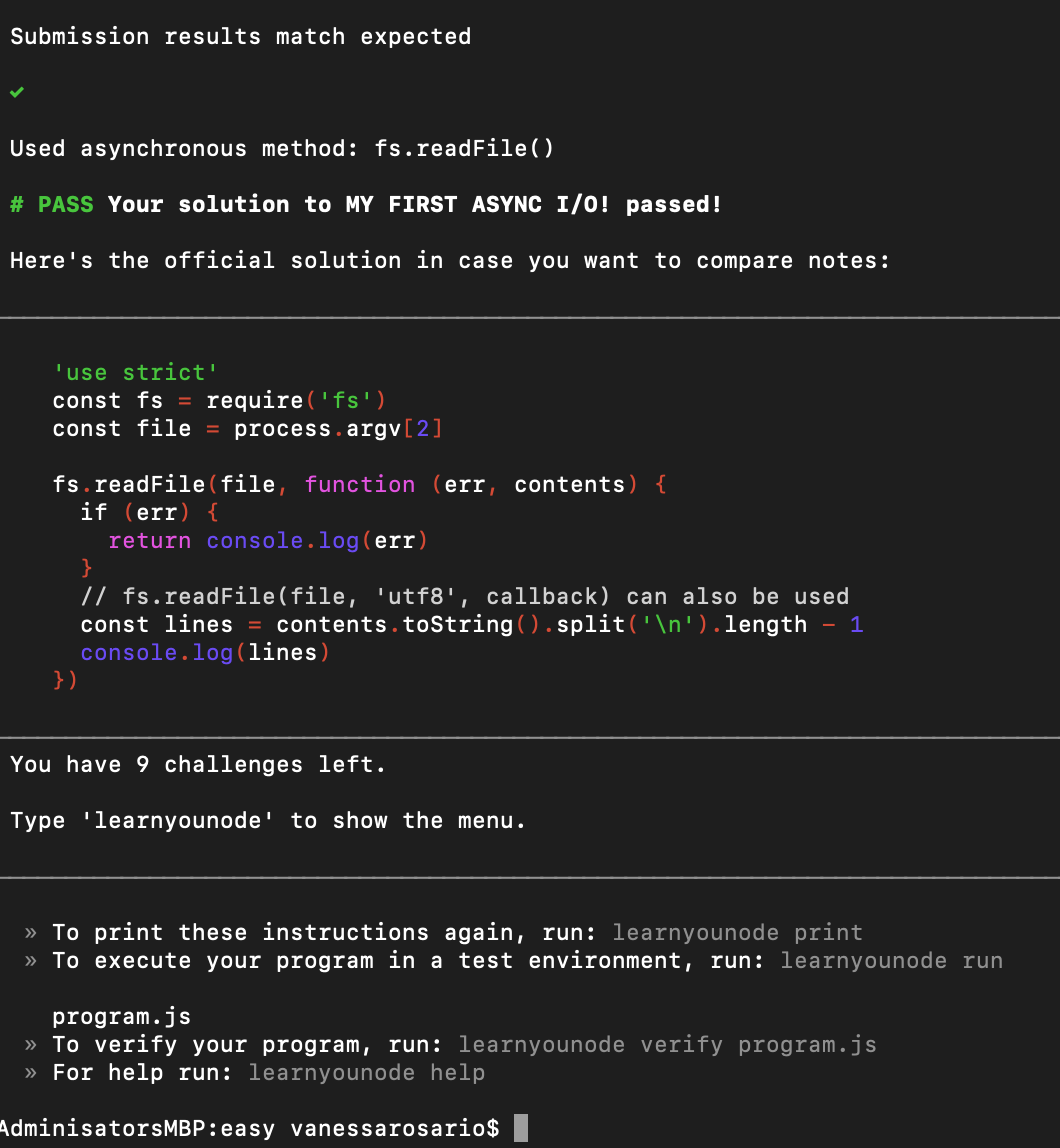 Submission results match expected
✔
Used asynchronous method: fs.readFile()
# PASS Your solution to MY FIRST ASYNC I/O! passed!
Here's the official solution in case you want to compare notes:
'use strict'
const fs = require('fs')
const file = process.argv[2]
fs.readFile(file, function (err, contents) {
if (err) {
return console.log(err)
}
// fs.readFile(file, 'utf8', callback) can also be used
const lines = contents.toString().split('\n').length - 1
console.log(lines)
})
You have 9 challenges left.
Type 'learnyounode' to show the menu.
» To print these instructions again, run: learnyounode print
» To execute your program in a test environment, run: learnyounode run
program.js
» To verify your program, run: learnyounode verify program.js
» For help run: learnyounode help
AdminisatorsMBP:easy vanessarosario$